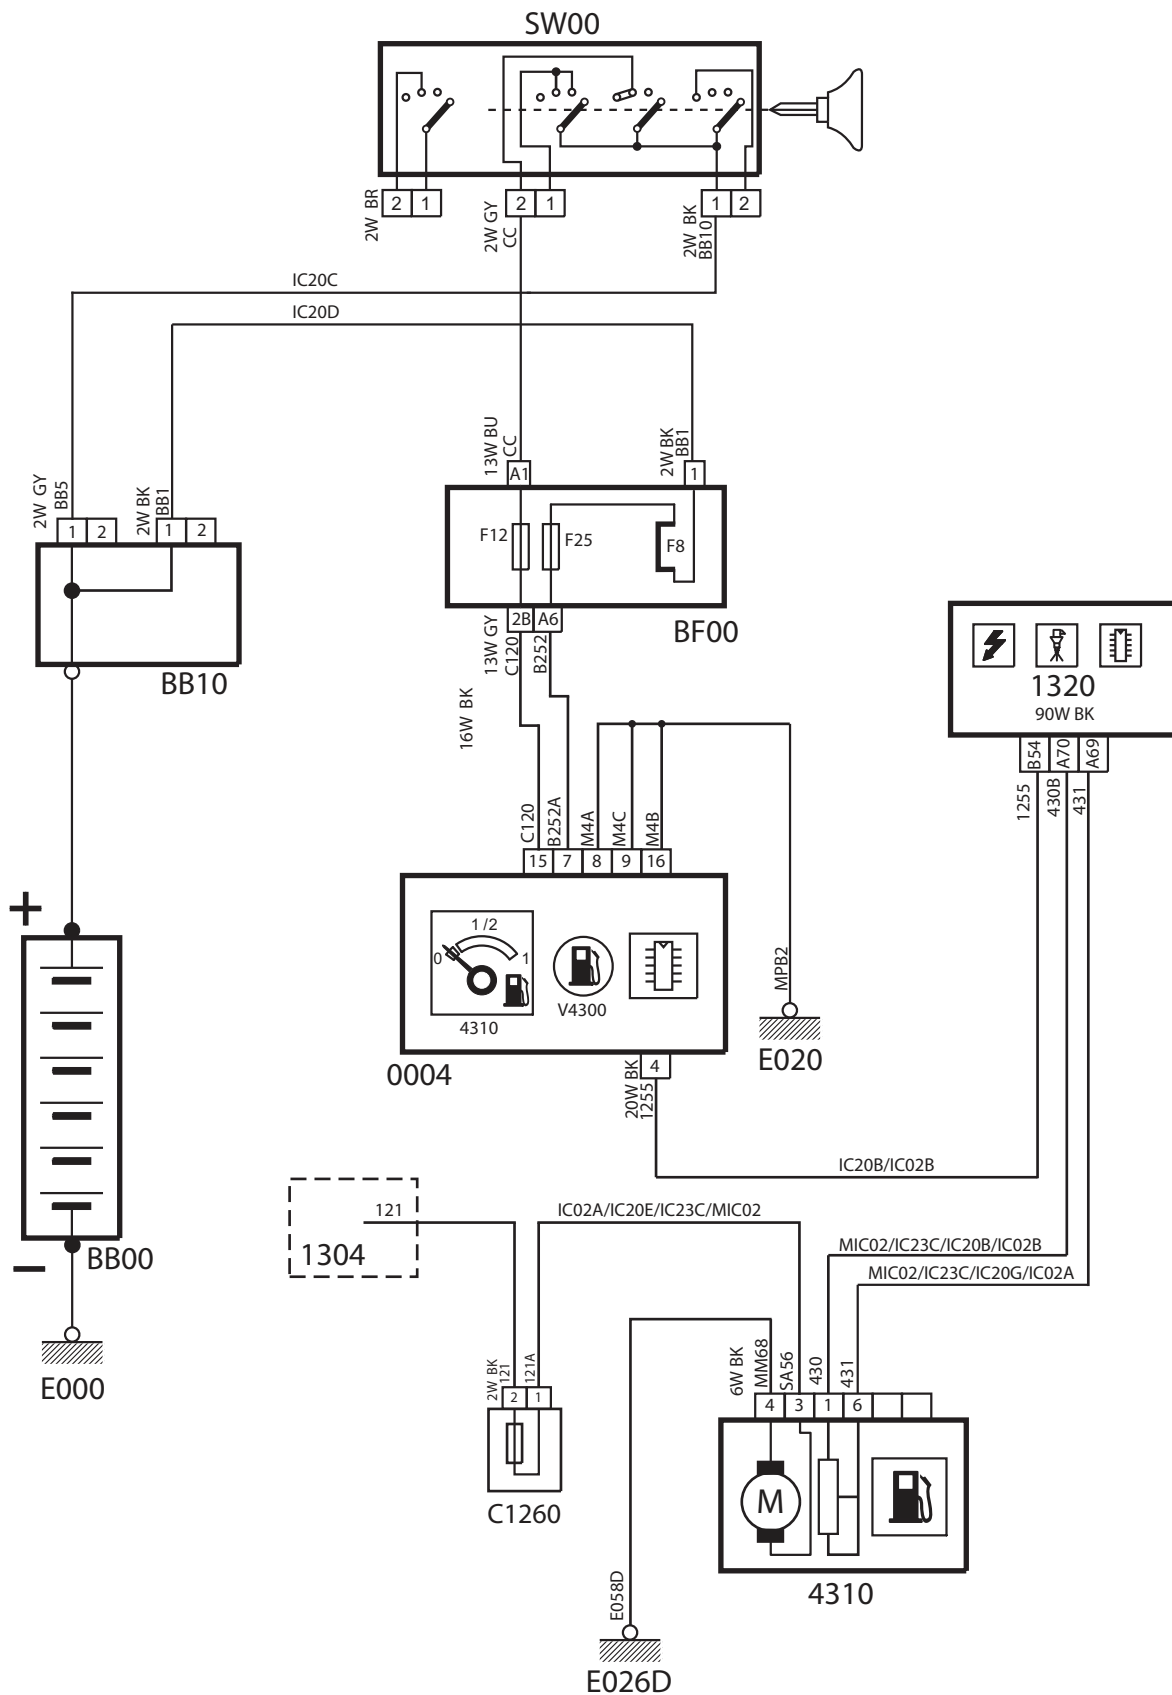 SW00
2W BR
2 1
2W GY
CC
2 1
2W BK
BB10
1 2
IC20C
IC20D
13W BU
CC
A1
2W BK
BB1
1
2W GY
BB5
1 2
2W BK
BB1
1 2
F12
F25
F8
BB10
13W GY
C120
2B A6
B252
BF00
16W BK
1320
90W BK
B54 A70 A69
1255
430B
431
C120
B252A
M4A
M4C
M4B
15 7 8 9 16
+
0 1/2 1
4310
V4300
MPB2
0004
20W BK
1255
4
E020
IC20B/IC02B
121
1304
IC02A/IC20E/IC23C/MIC02
MIC02/IC23C/IC20B/IC02B
MIC02/IC23C/IC20G/IC02A
BB00
−
E000
2W BK
121
121A
2 1
C1260
6W BK
MM68
SA56
430
431
4 3 1 6
M
4310
E058D
E026D